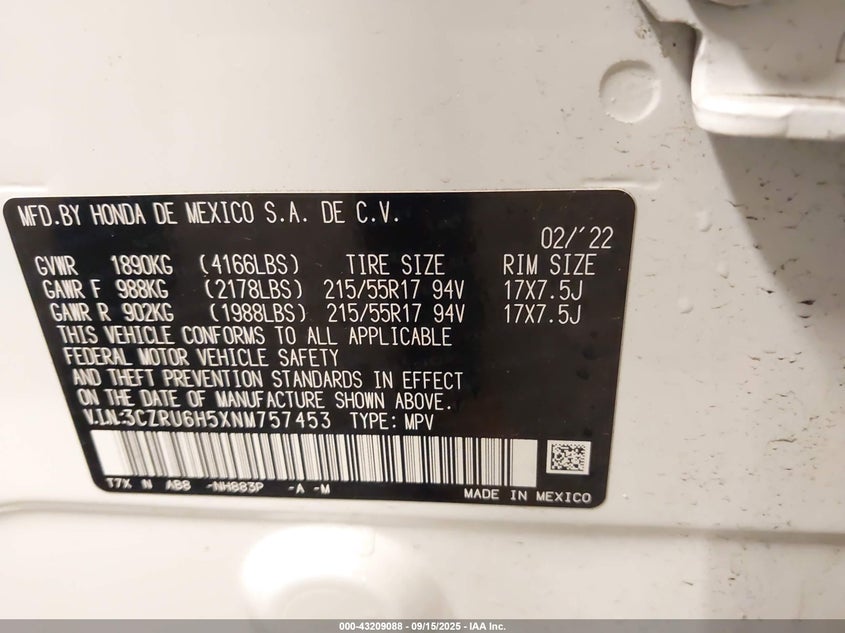 MFD.BY HONDA DE MEXICO S.A. DE C.V.
02/'22
GVWR 1890KG (4166LBS) TIRE SIZE RIM SIZE
GAWR F 988KG (2178LBS) 215/55R17 94V 17X7.5J
GAWR R 902KG (1988LBS) 215/55R17 94V 17X7.5J
THIS VEHICLE CONFORMS TO ALL APPLICABLE
FEDERAL MOTOR VEHICLE SAFETY
AND THEFT PREVENTION STANDARDS IN EFFECT
ON THE DATE OF MANUFACTURE SHOWN ABOVE.
V.I.N.:3CZRU6H5XNM757453 TYPE: MPV
T7X N AB8 -NH883P -A -M
MADE IN MEXICO
000-43209088 - 09/15/2025 - IAA Inc.